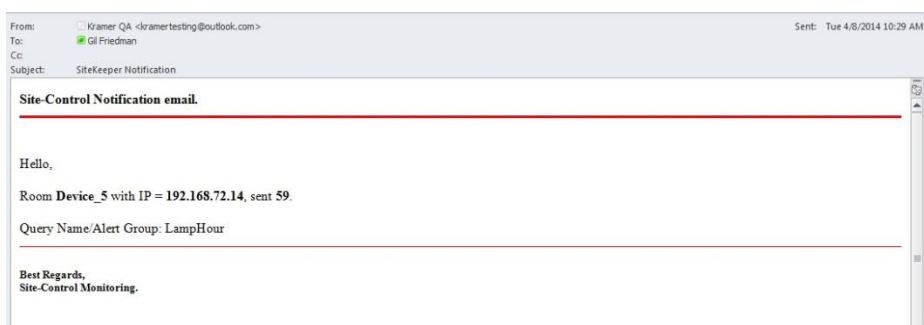 From: Kramer QA <kramertesting@outlook.com> Sent: Tue 4/8/2014 10:29 AM
To: Gil Friedman
Cc:
Subject: SiteKeeper Notification
Site-Control Notification email.
Hello,
Room Device_5 with IP = 192.168.72.14, sent 59.
Query Name/Alert Group: LampHour
Best Regards,
Site-Control Monitoring.